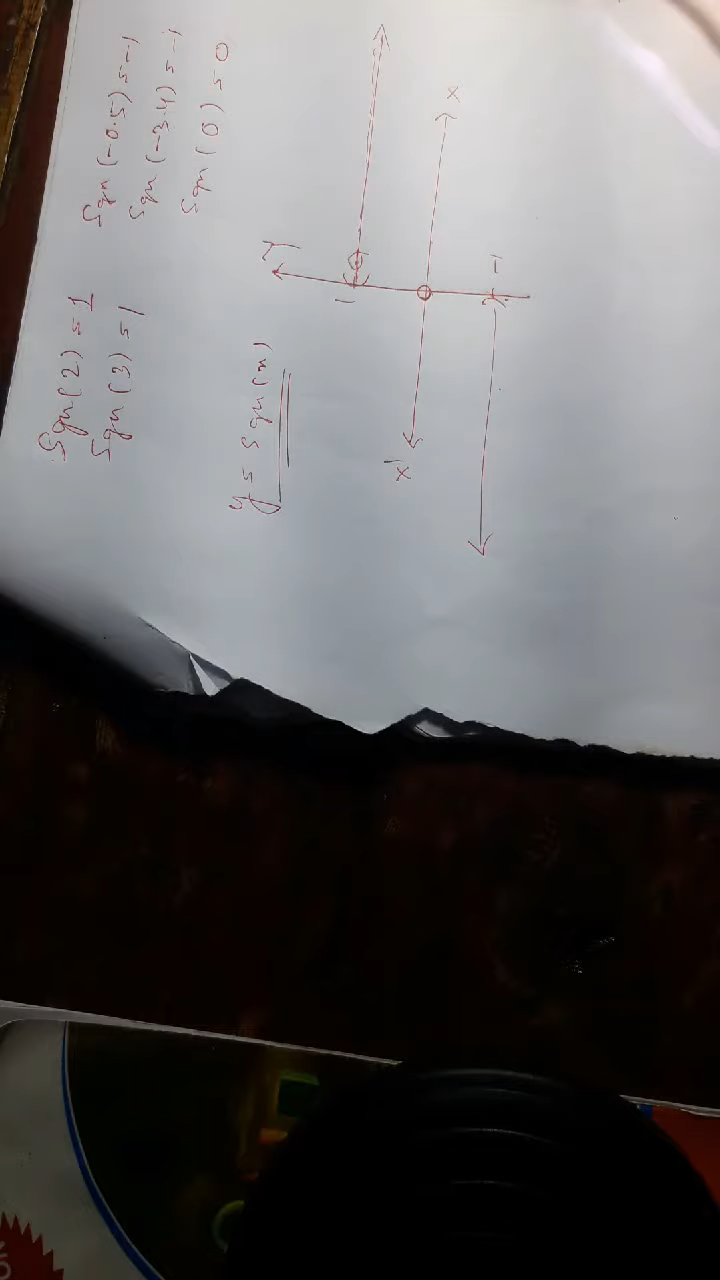 Sgn(2) = 1
Sgn(-0.5) = -1
Sgn(3) = 1
Sgn(-3.4) = -1
Sgn(0) = 0
y = Sgn(x)
y
1
x'
x
-1